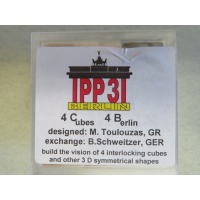 IPP31
BERLIN
4 Cubes 4 Berlin
designed: M. Toulouzas, GR
exchange: B.Schweitzer, GER
build the vision of 4 interlocking cubes
and other 3 D symmetrical shapes